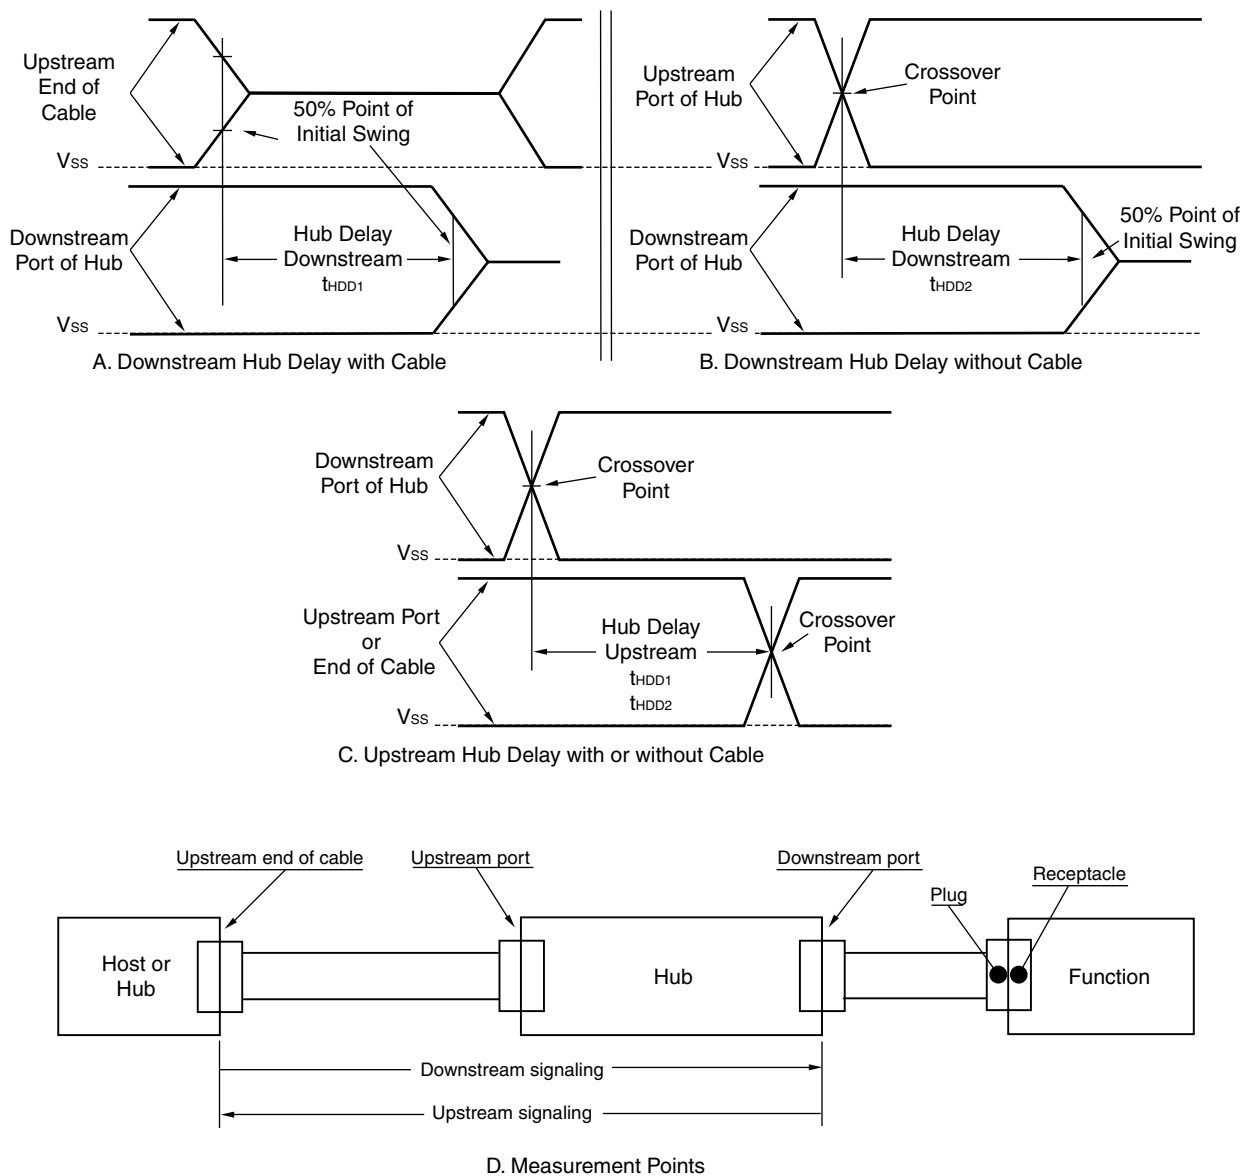 Upstream
End of
Cable
50% Point of
Initial Swing
VSS
Downstream
Port of Hub
Hub Delay
Downstream
tHDD1
VSS
A. Downstream Hub Delay with Cable
Upstream
Port of Hub
Crossover
Point
VSS
Downstream
Port of Hub
Hub Delay
Downstream
tHDD2
50% Point of
Initial Swing
VSS
B. Downstream Hub Delay without Cable
Downstream
Port of Hub
Crossover
Point
VSS
Upstream Port
or
End of Cable
Hub Delay
Upstream
tHDD1
tHDD2
Crossover
Point
VSS
C. Upstream Hub Delay with or without Cable
Upstream end of cable
Upstream port
Downstream port
Receptacle
Plug
Host or
Hub
Hub
Function
Downstream signaling
Upstream signaling
D. Measurement Points